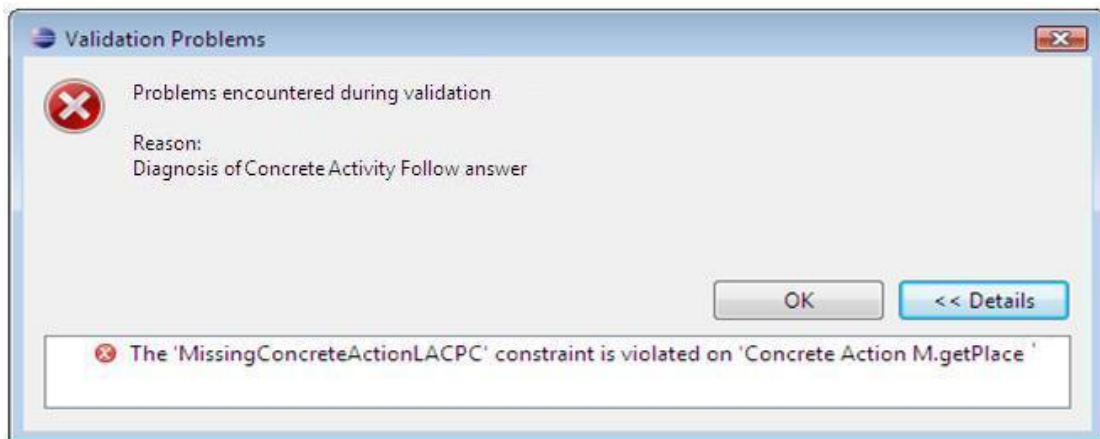 Validation Problems
Problems encountered during validation
Reason:
Diagnosis of Concrete Activity Follow answer
OK
<< Details
The 'MissingConcreteActionLACPC' constraint is violated on 'Concrete Action M.getPlace '